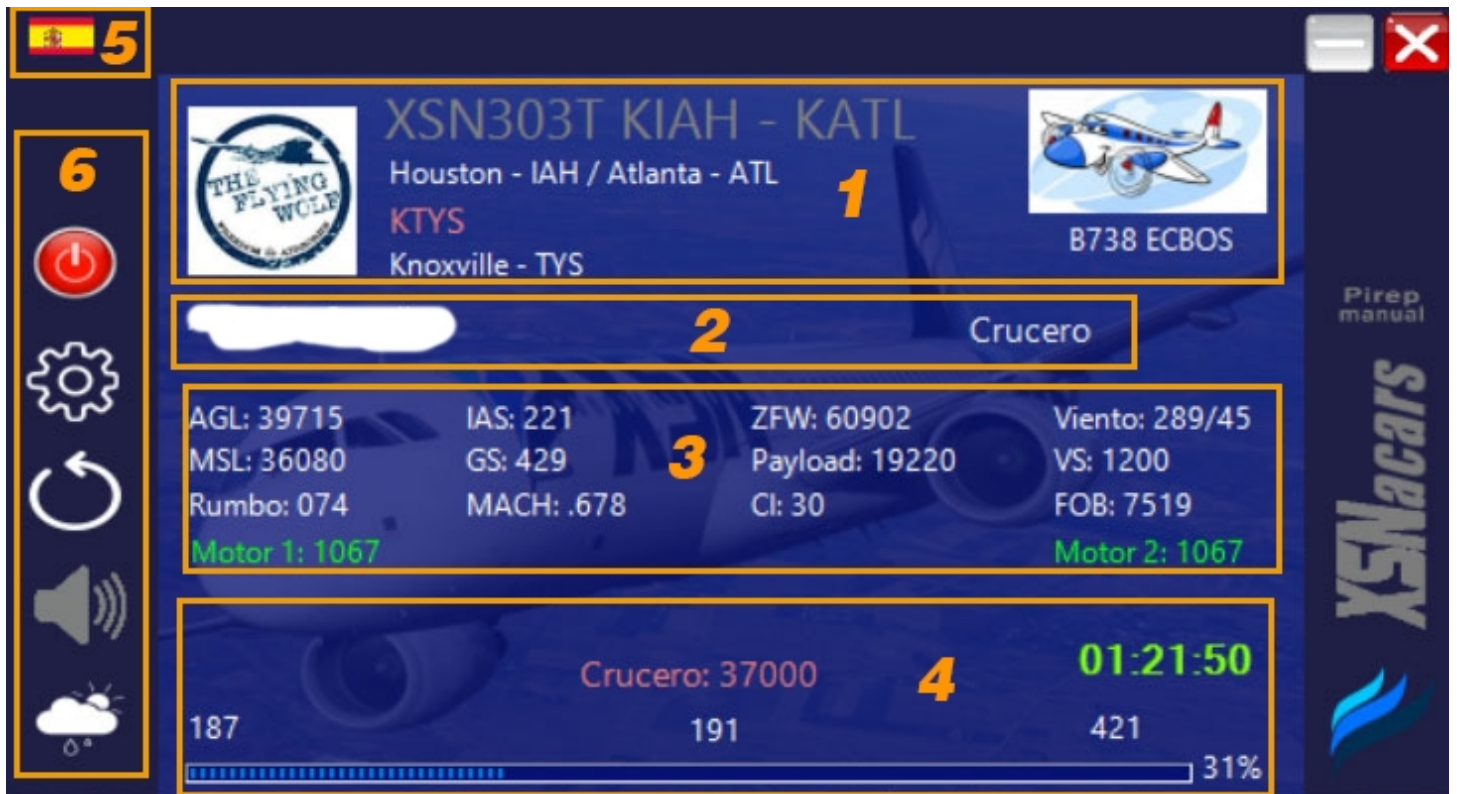 5
6
XSN303T KIAH - KATL
Houston - IAH / Atlanta - ATL
KTYS
Knoxville - TYS
THE
FLYING
WOLF
1
B738 ECBOS
2
Crucero
AGL: 39715 IAS: 221 ZFW: 60902 Viento: 289/45
MSL: 36080 GS: 429 Payload: 19220 VS: 1200
Rumbo: 074 MACH: .678 CI: 30 FOB: 7519
Motor 1: 1067 Motor 2: 1067
3
Crucero: 37000
4
01:21:50
187 191 421
31%
Pirep
manual
XSNacars